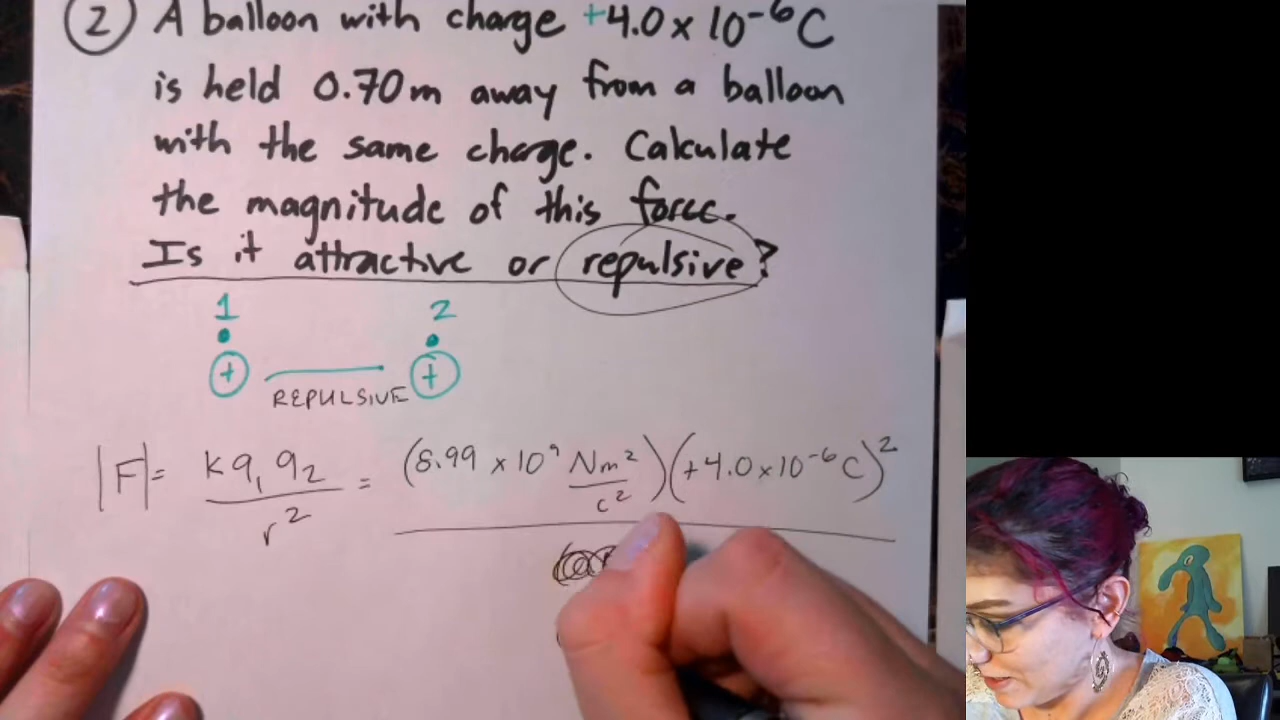 2 A balloon with charge +4.0 x 10⁻⁶ C
is held 0.70m away from a balloon
with the same charge. Calculate
the magnitude of this force.
Is it attractive or repulsive?
1 2
+ +
REPULSIVE
|F| = kq₁q₂ / r² = (8.99 x 10⁹ Nm²/c²)(+4.0 x 10⁻⁶ C)²